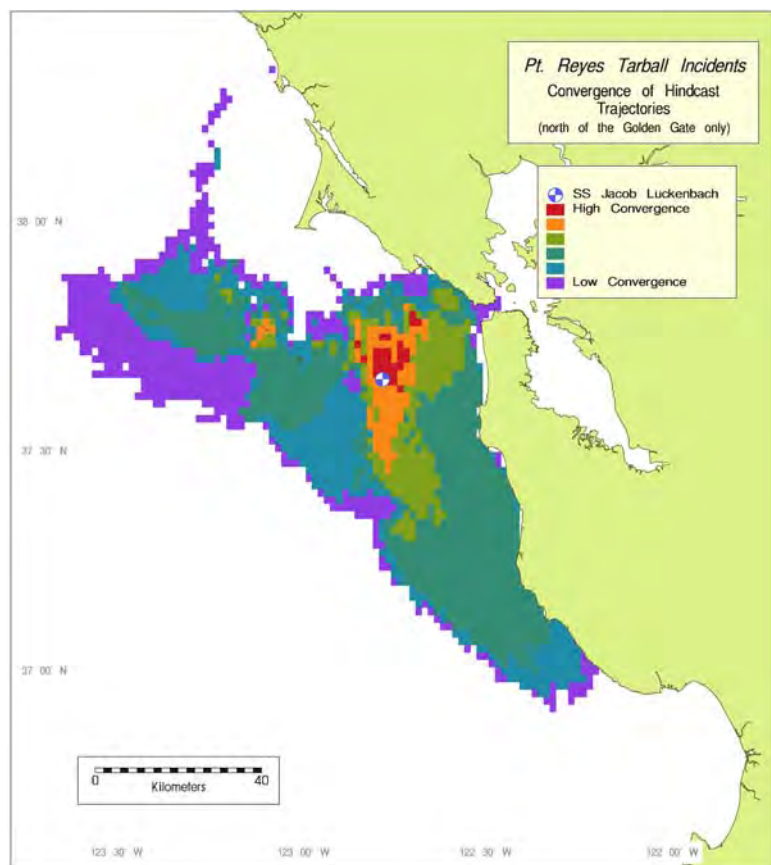 Pt. Reyes Tarball Incidents
Convergence of Hindcast
Trajectories
(north of the Golden Gate only)
SS Jacob Luckenbach
High Convergence
Low Convergence
38 00' N
37 30' N
37 00' N
0 40
Kilometers
123 30' W 123 00' W 122 30' W 122 00' W